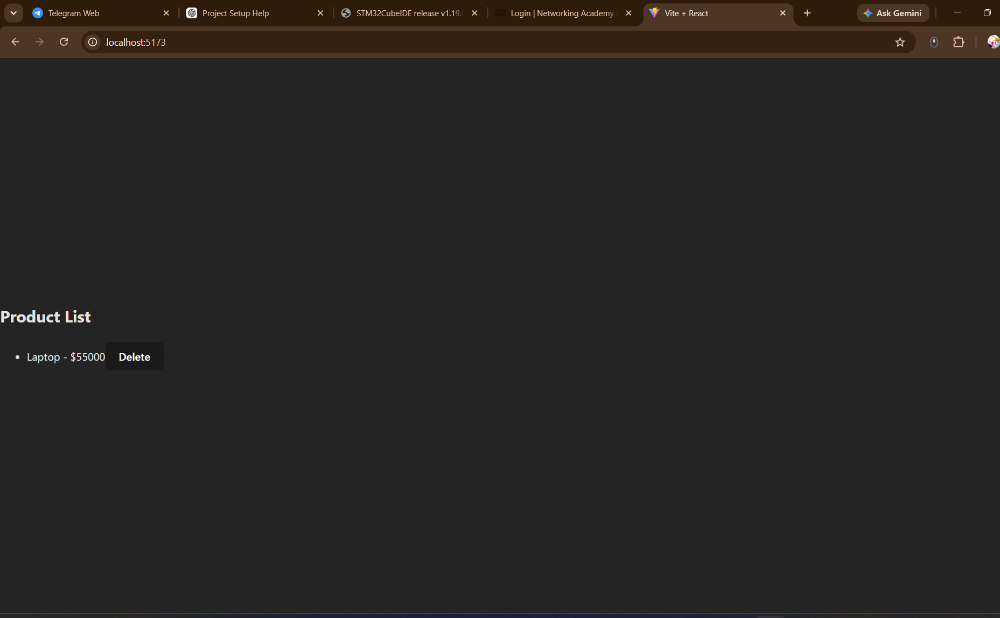 Telegram Web
Project Setup Help
STM32CubeIDE release v1.19.
Login | Networking Academy
Vite + React
Ask Gemini
localhost:5173
Product List
Laptop - $55000 Delete